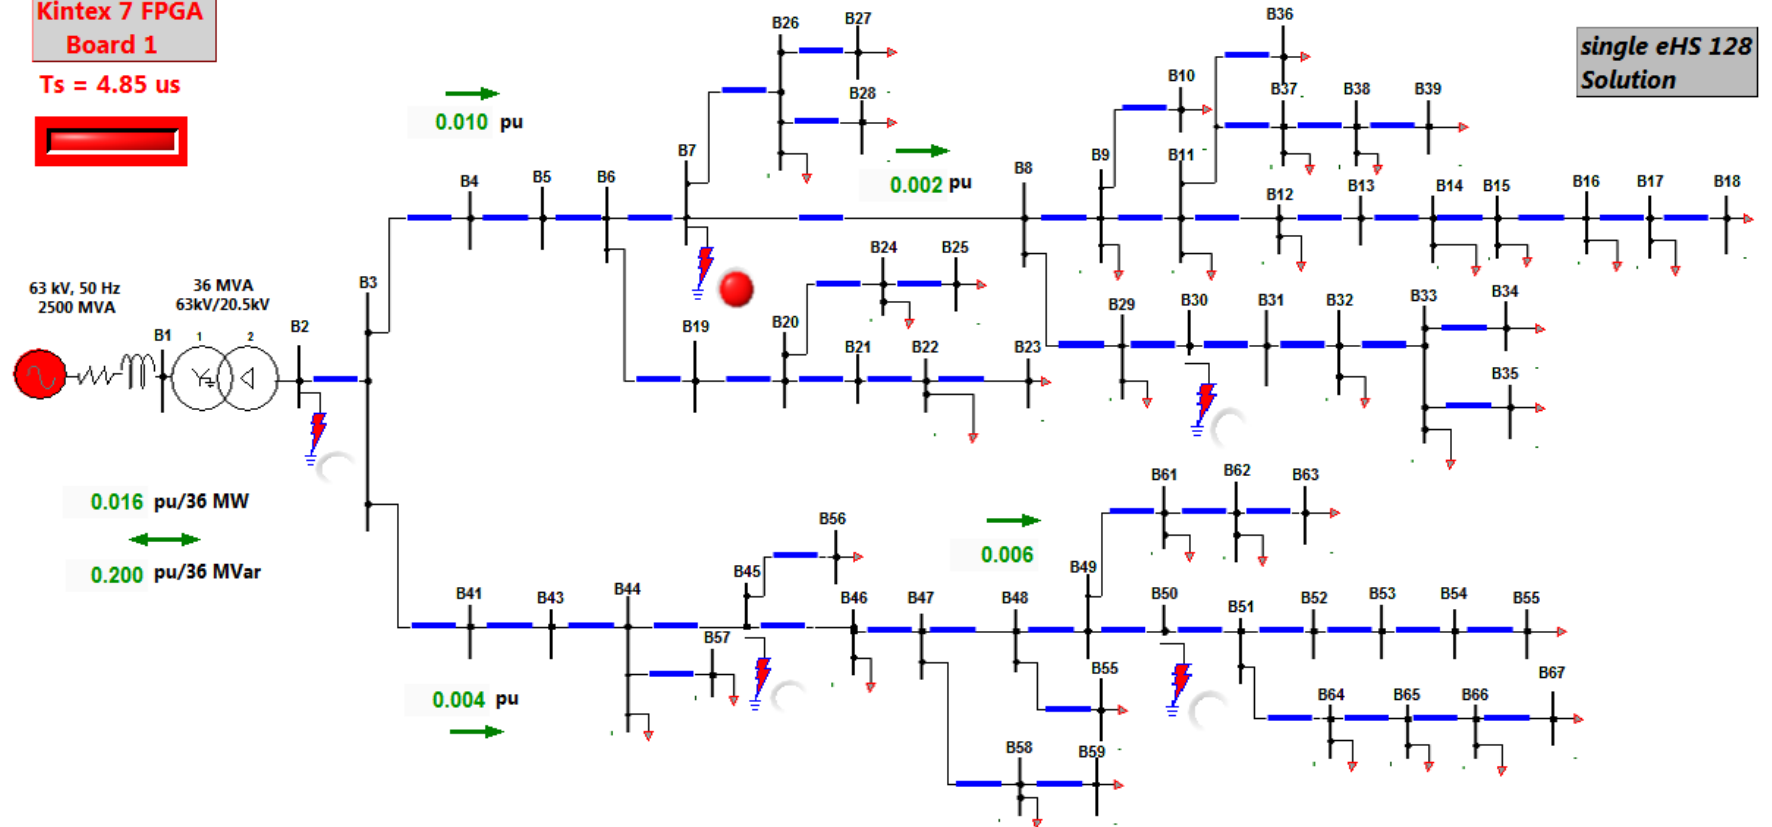 Kintex 7 FPGA
Board 1
Ts = 4.85 us
single eHS 128
Solution
0.010 pu
0.002 pu
B26
B27
B28
B7
B4
B5
B6
B8
B9
B10
B11
B36
B37
B38
B39
B12
B13
B14
B15
B16
B17
B18
B24
B25
B19
B20
B21
B22
B23
B29
B30
B31
B32
B33
B34
B35
63 kV, 50 Hz
2500 MVA
36 MVA
63kV/20.5kV
1
2
B1
B2
B3
0.016 pu/36 MW
0.200 pu/36 MVar
0.006
0.004 pu
B61
B62
B63
B56
B41
B43
B44
B45
B57
B46
B47
B48
B49
B50
B51
B52
B53
B54
B55
B55
B58
B59
B64
B65
B66
B67